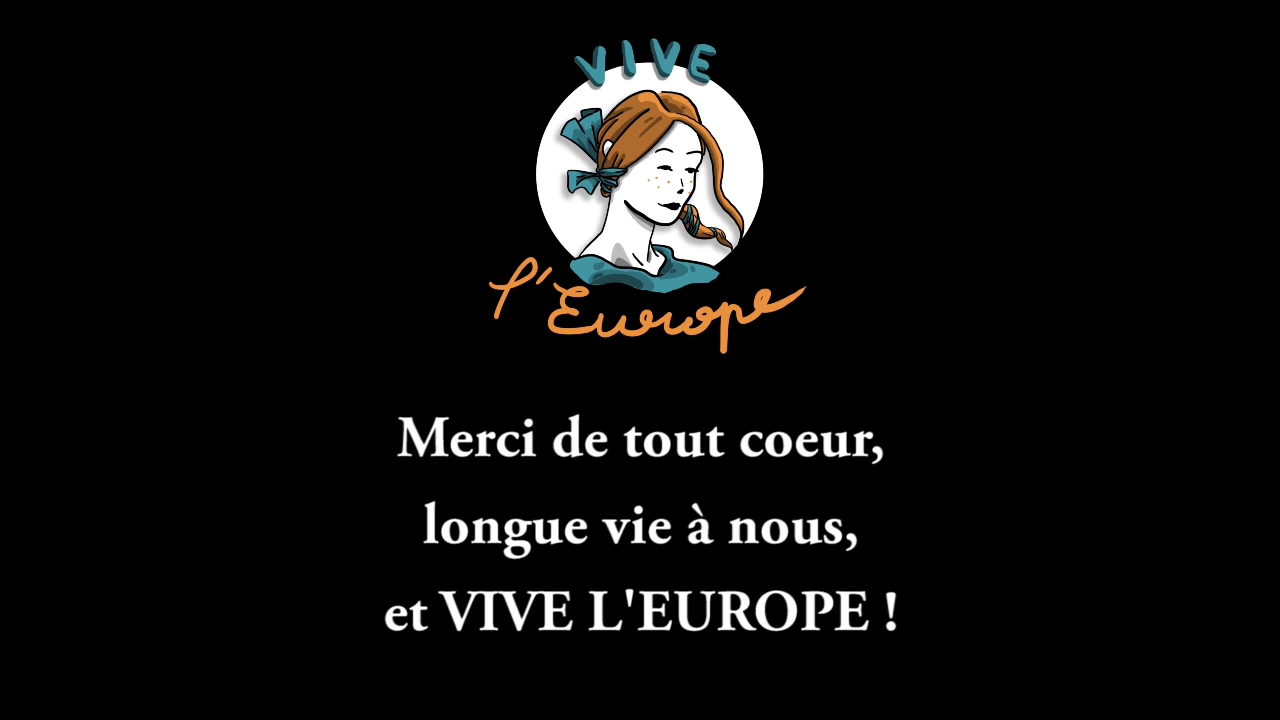 VIVE
l'Europe
Merci de tout coeur,
longue vie à nous,
et VIVE L'EUROPE !